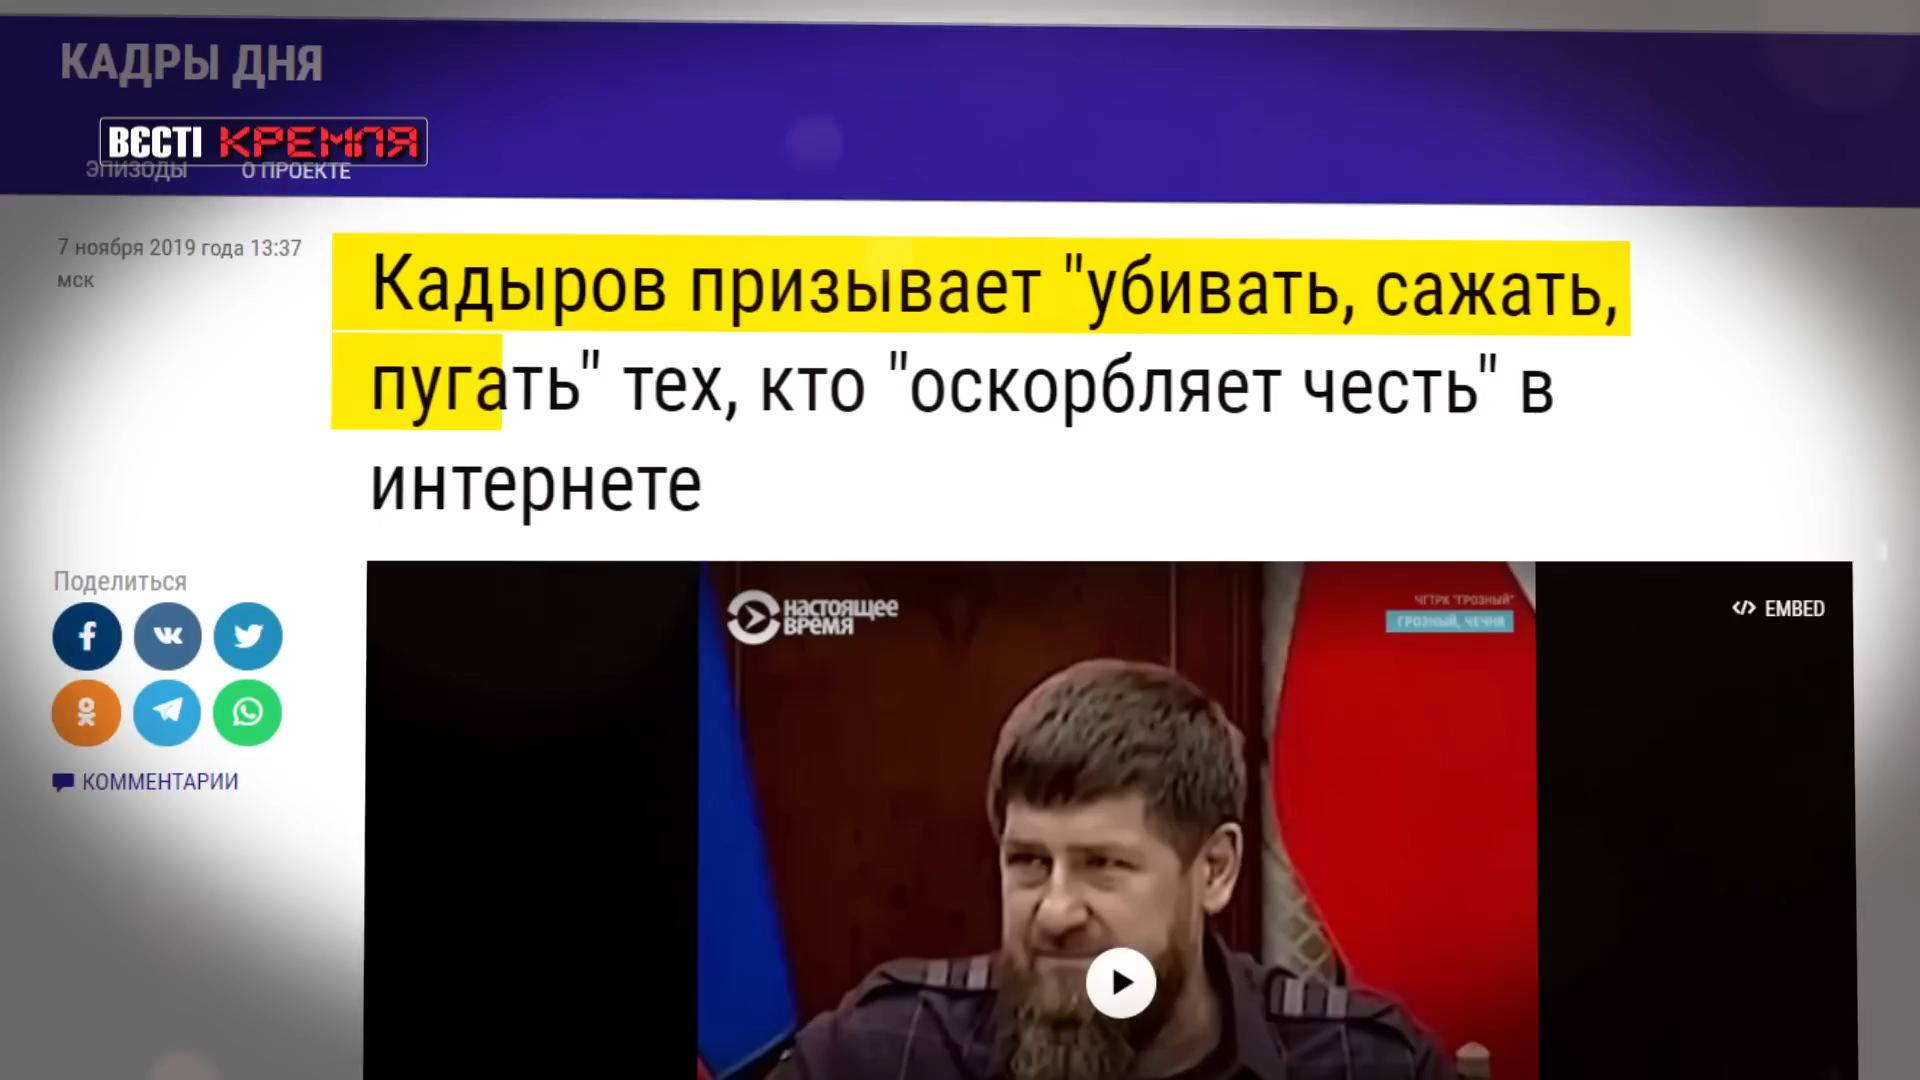 КАДРЫ ДНЯ
ВЄСТІ КРЕМЛЯ
ЭПИЗОДЫ О ПРОЕКТЕ
7 ноября 2019 года 13:37
мск
Кадыров призывает "убивать, сажать,
пугать" тех, кто "оскорбляет честь" в
интернете
Поделиться
КОММЕНТАРИИ
НАСТОЯЩЕЕ
ВРЕМЯ
ЧГТРК "ГРОЗНЫЙ"
ГРОЗНЫЙ, ЧЕЧНЯ
EMBED